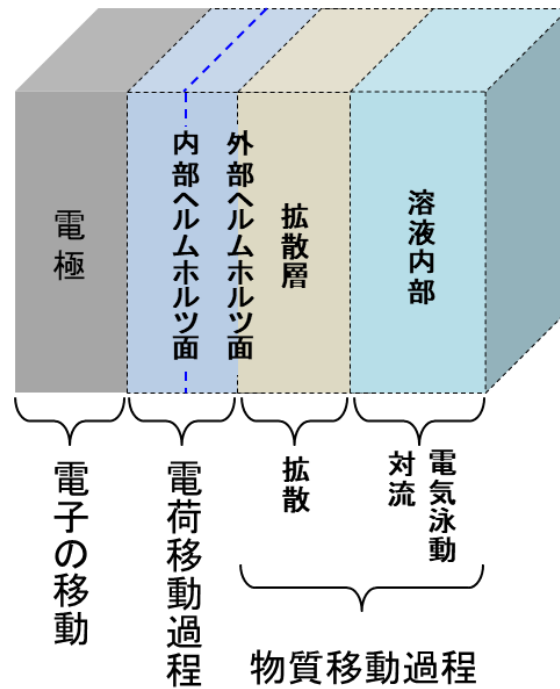 電極
内部ヘルムホルツ面
外部ヘルムホルツ面
拡散層
溶液内部
電子の移動
電荷移動過程
拡散
対流
電気泳動
物質移動過程